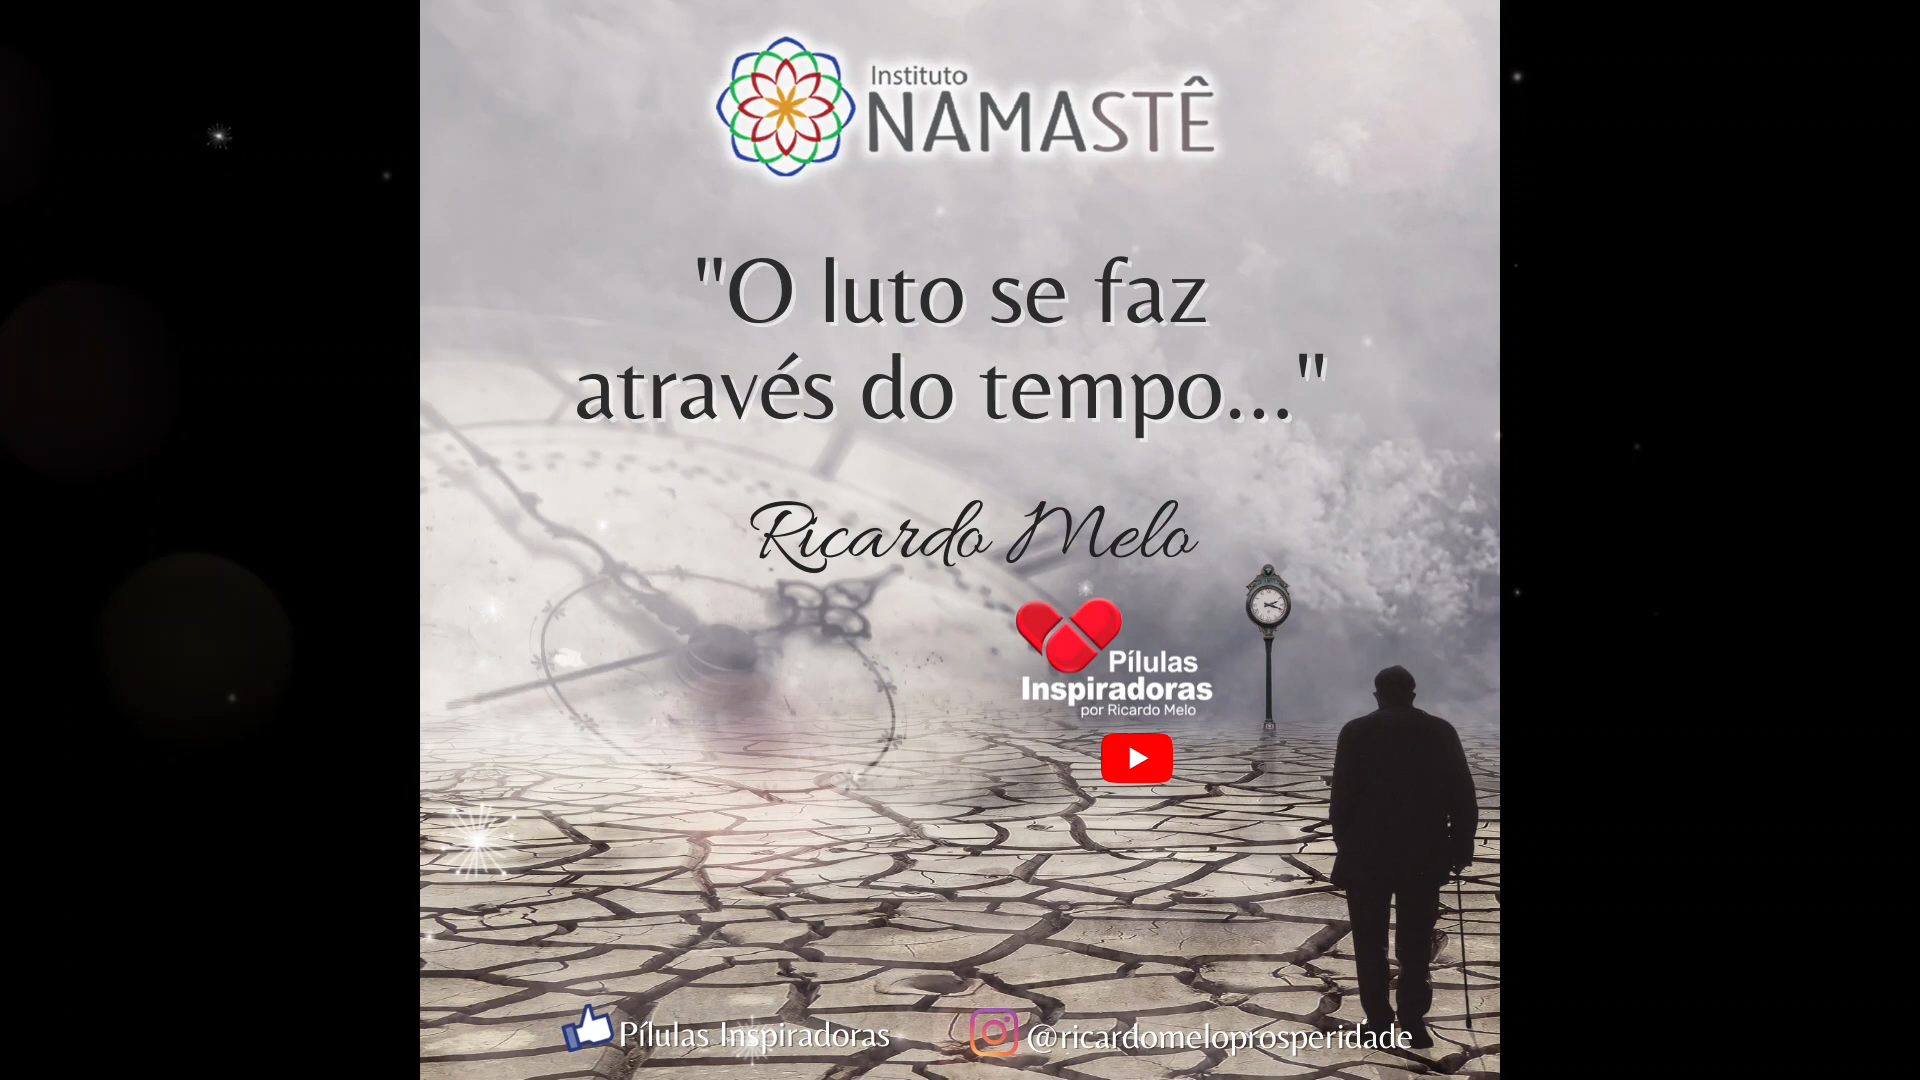 Instituto
NAMASTÊ
"O luto se faz
através do tempo..."
Ricardo Melo
Pílulas
Inspiradoras
por Ricardo Melo
Pílulas Inspiradoras
@ricardomeloprosperidade